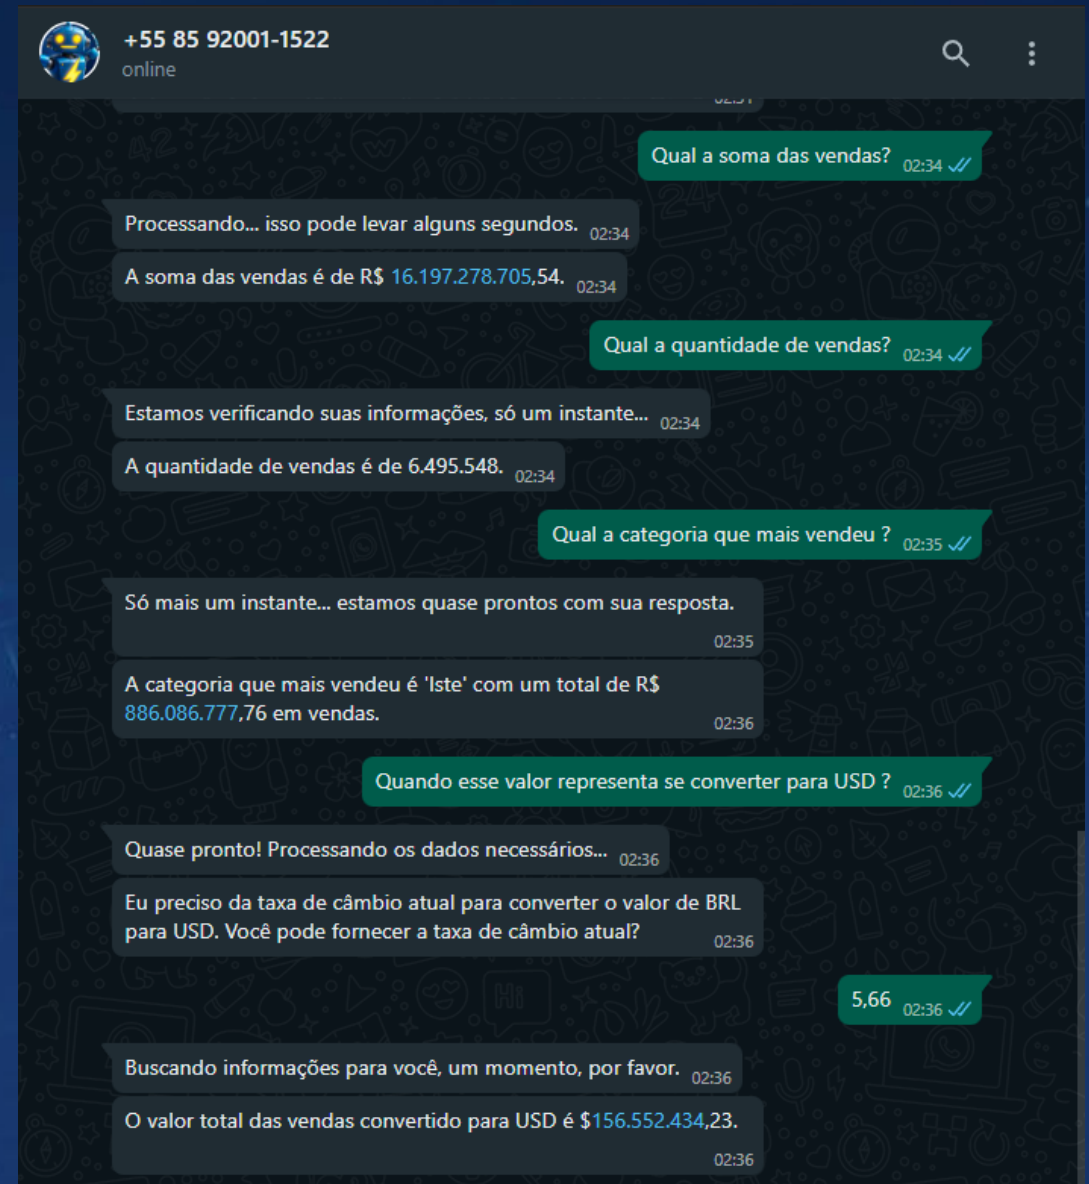 +55 85 92001-1522
online
Qual a soma das vendas? 02:34
Processando... isso pode levar alguns segundos. 02:34
A soma das vendas é de R$ 16.197.278.705,54. 02:34
Qual a quantidade de vendas? 02:34
Estamos verificando suas informações, só um instante... 02:34
A quantidade de vendas é de 6.495.548. 02:34
Qual a categoria que mais vendeu ? 02:35
Só mais um instante... estamos quase prontos com sua resposta.
02:35
A categoria que mais vendeu é 'Iste' com um total de R$
886.086.777,76 em vendas. 02:36
Quando esse valor representa se converter para USD ? 02:36
Quase pronto! Processando os dados necessários... 02:36
Eu preciso da taxa de câmbio atual para converter o valor de BRL
para USD. Você pode fornecer a taxa de câmbio atual? 02:36
5,66 02:36
Buscando informações para você, um momento, por favor. 02:36
O valor total das vendas convertido para USD é $156.552.434,23.
02:36